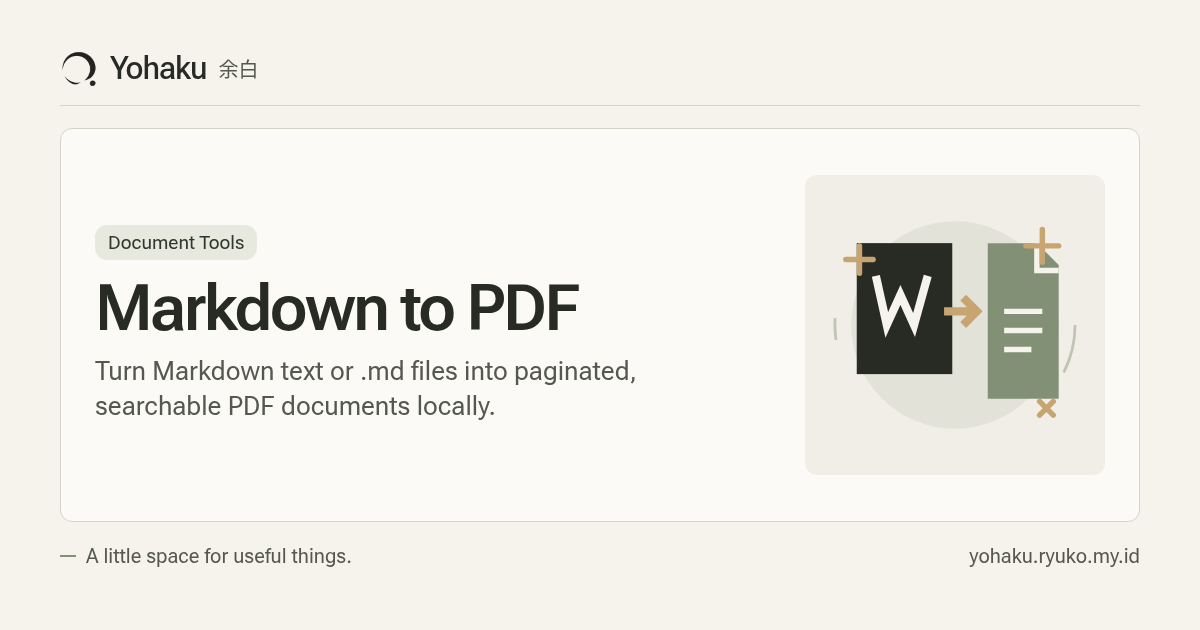 Yohaku 余白
Document Tools
Markdown to PDF
Turn Markdown text or .md files into paginated,
searchable PDF documents locally.
W
— A little space for useful things.
yohaku.ryuko.my.id